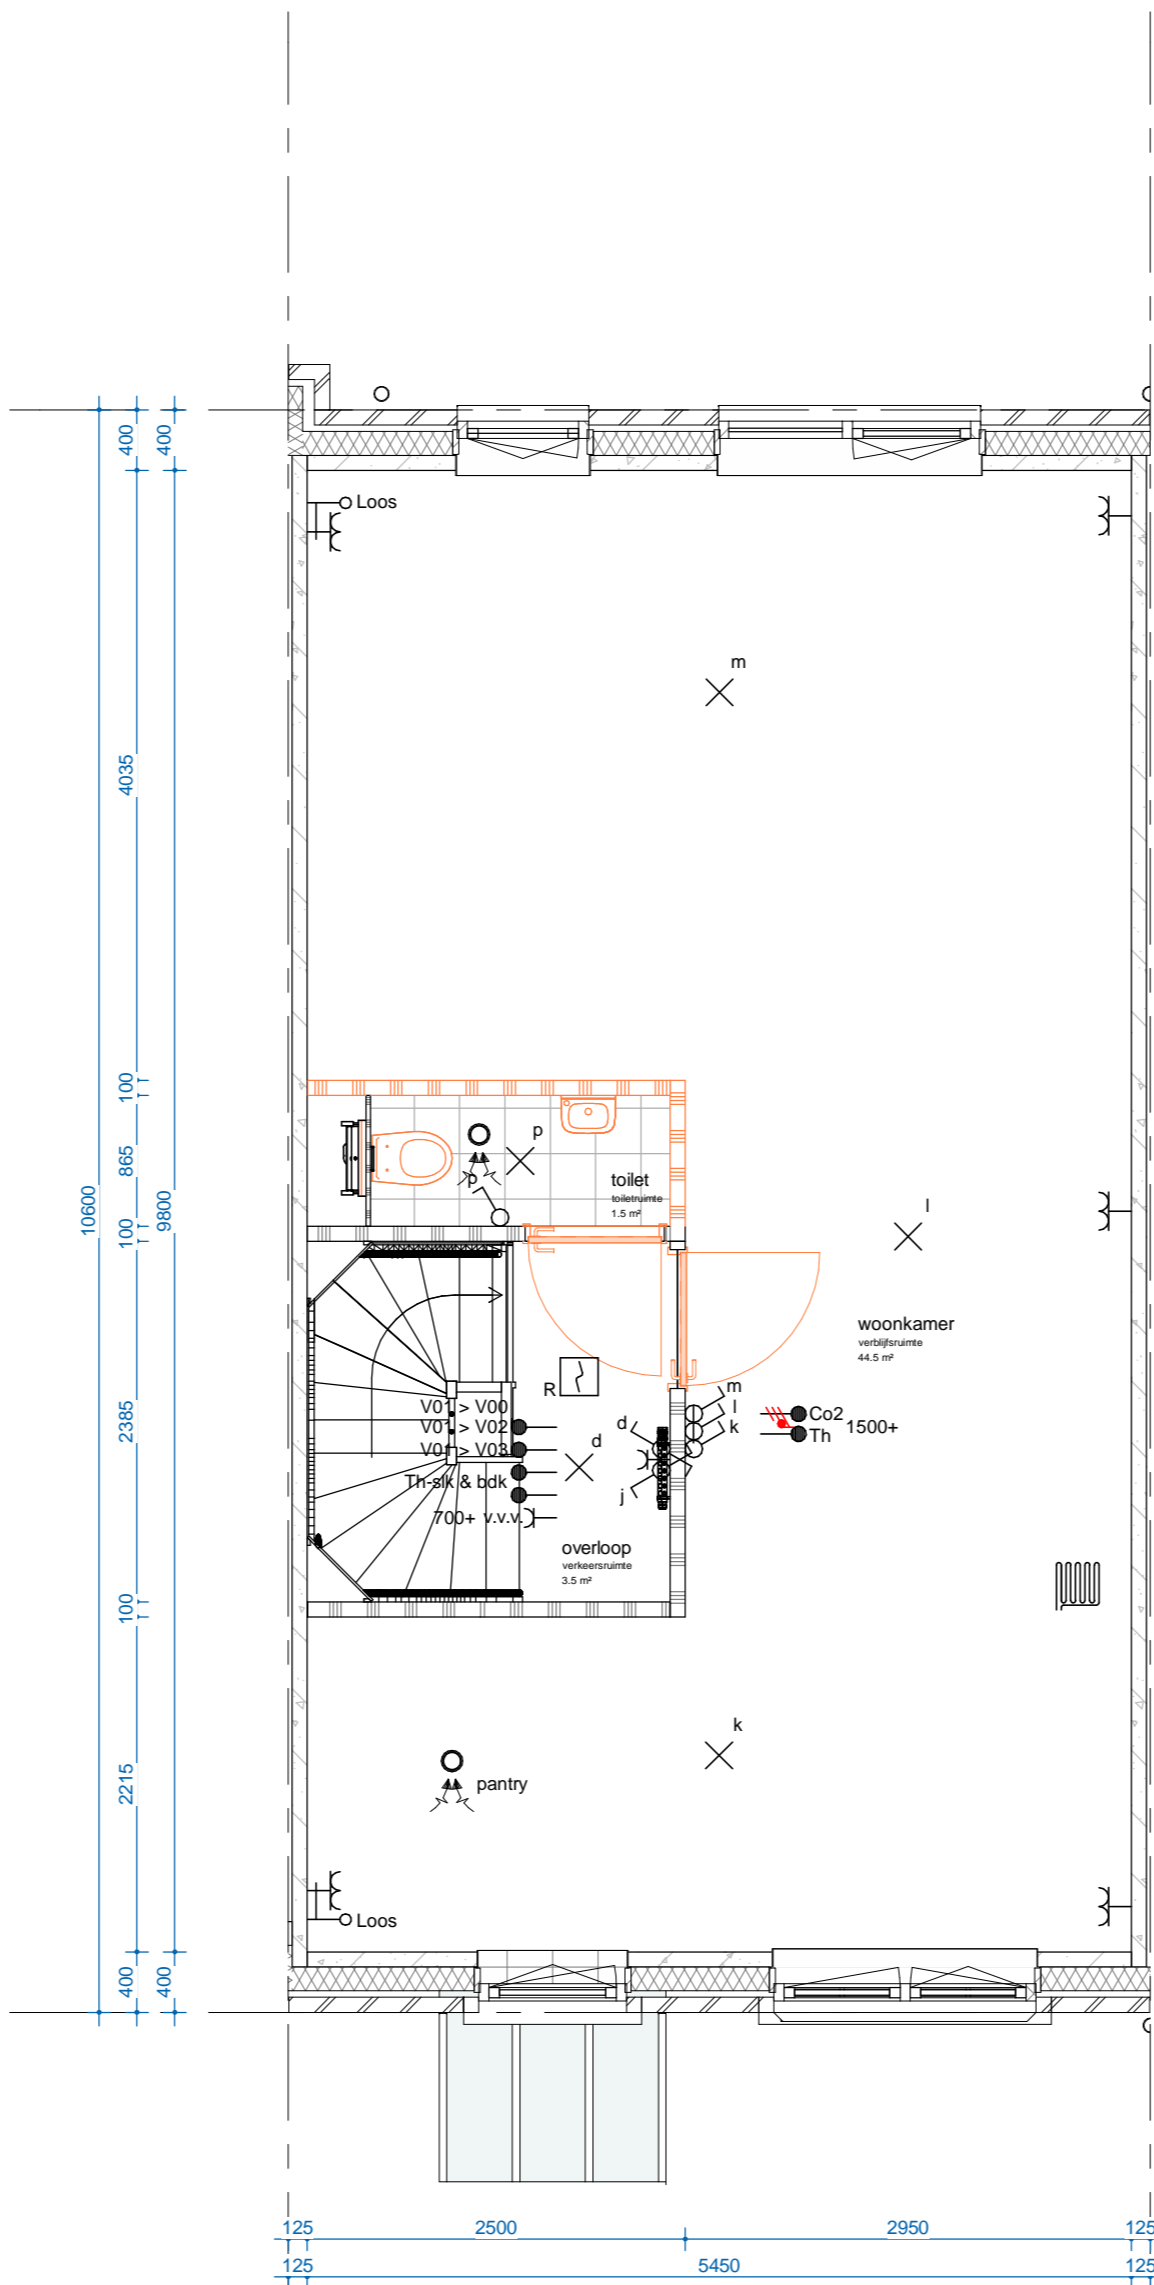 400
400
Loos
m
4035
100
865
100
10600
9800
p
p
toilet
toiletruimte
1.5 m²
l
woonkamer
verblijfsruimte
44.5 m²
R
m
l
k
d
j
Co2
Th
1500+
2385
V01 > V00
V01 > V02
V01 > V03
Th-slk & bdk
700+ v.v.v.
d
overloop
verkeersruimte
3.5 m²
100
k
pantry
2215
Loos
400
400
125
2500
2950
125
125
5450
125